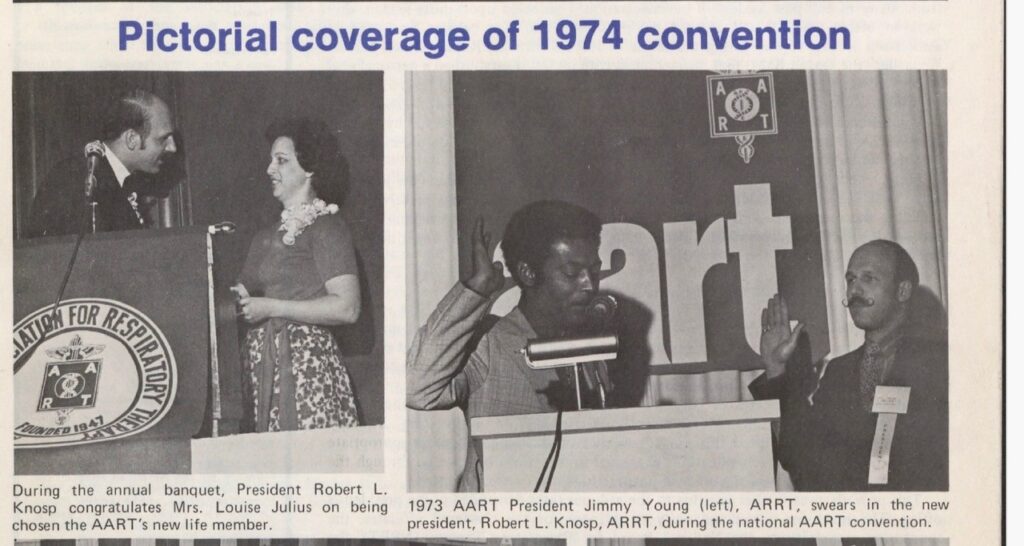 Pictorial coverage of 1974 convention
CIATION FOR RESPIRATORY THERAPY
A A
R T
FOUNDED 1947
A A
R T
aart
During the annual banquet, President Robert L.
Knosp congratulates Mrs. Louise Julius on being
chosen the AART's new life member.
1973 AART President Jimmy Young (left), ARRT, swears in the new
president, Robert L. Knosp, ARRT, during the national AART convention.